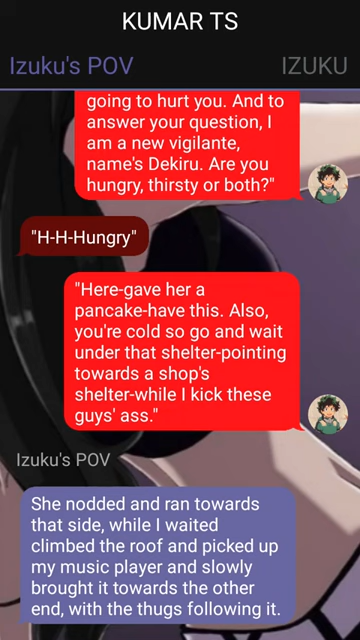 KUMAR TS
Izuku's POV
IZUKU
going to hurt you. And to
answer your question, I
am a new vigilante,
name's Dekiru. Are you
hungry, thirsty or both?"
"H-H-Hungry"
"Here-gave her a
pancake-have this. Also,
you're cold so go and wait
under that shelter-pointing
towards a shop's
shelter-while I kick these
guys' ass."
Izuku's POV
She nodded and ran towards
that side, while I waited
climbed the roof and picked up
my music player and slowly
brought it towards the other
end, with the thugs following it.